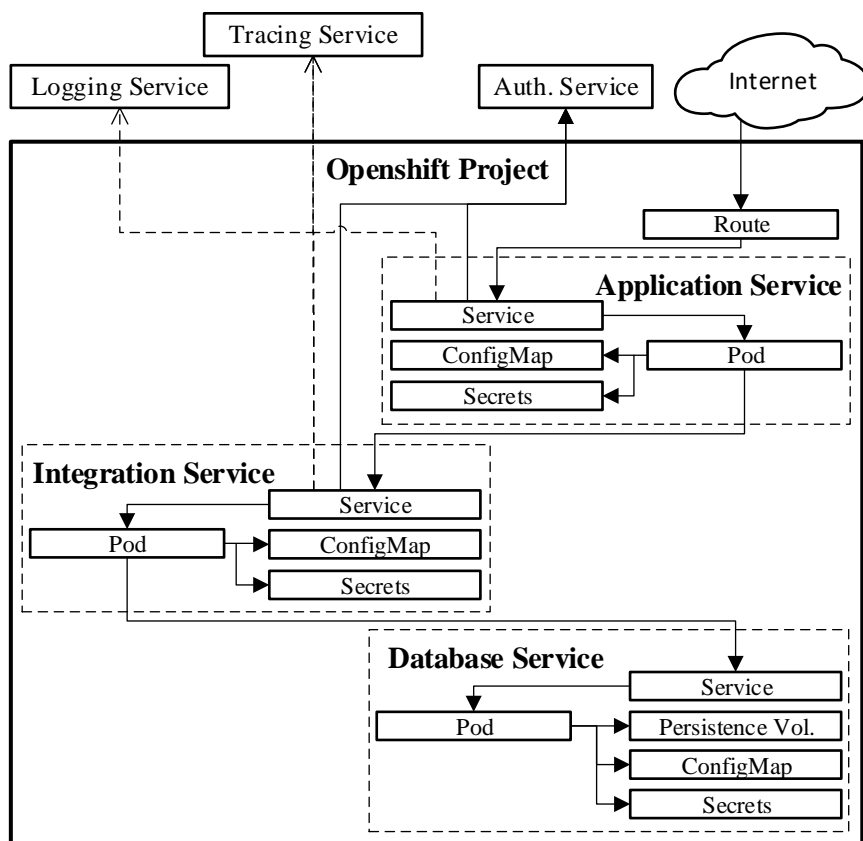 Tracing Service
Logging Service
Auth. Service
Internet
Openshift Project
Route
Application Service
Service
ConfigMap
Pod
Secrets
Integration Service
Service
Pod
ConfigMap
Secrets
Database Service
Service
Pod
Persistence Vol.
ConfigMap
Secrets